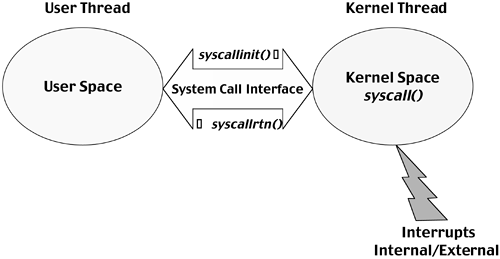 User Thread
Kernel Thread
syscallinit() ▯
User Space
System Call Interface
Kernel Space
syscall()
▯ syscallrtn()
Interrupts
Internal/External